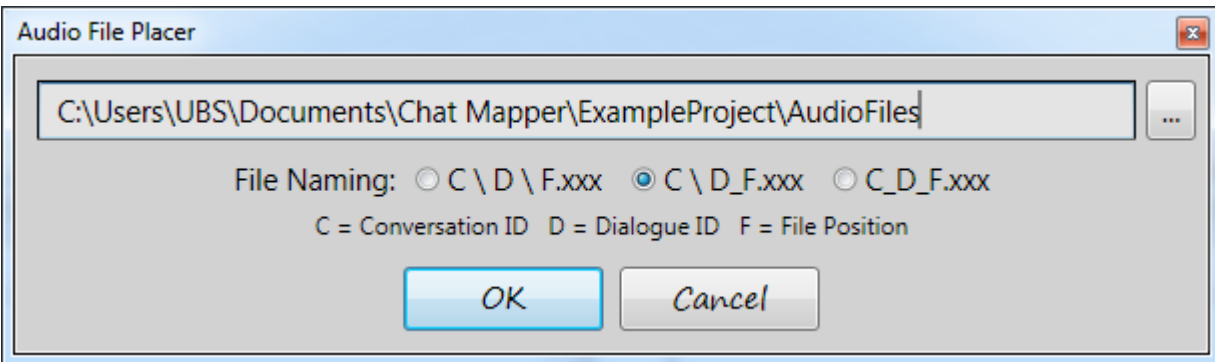 Audio File Placer
C:\Users\UBS\Documents\Chat Mapper\ExampleProject\AudioFiles
...
File Naming: C \ D \ F.xxx C \ D_F.xxx C_D_F.xxx
C = Conversation ID D = Dialogue ID F = File Position
OK Cancel